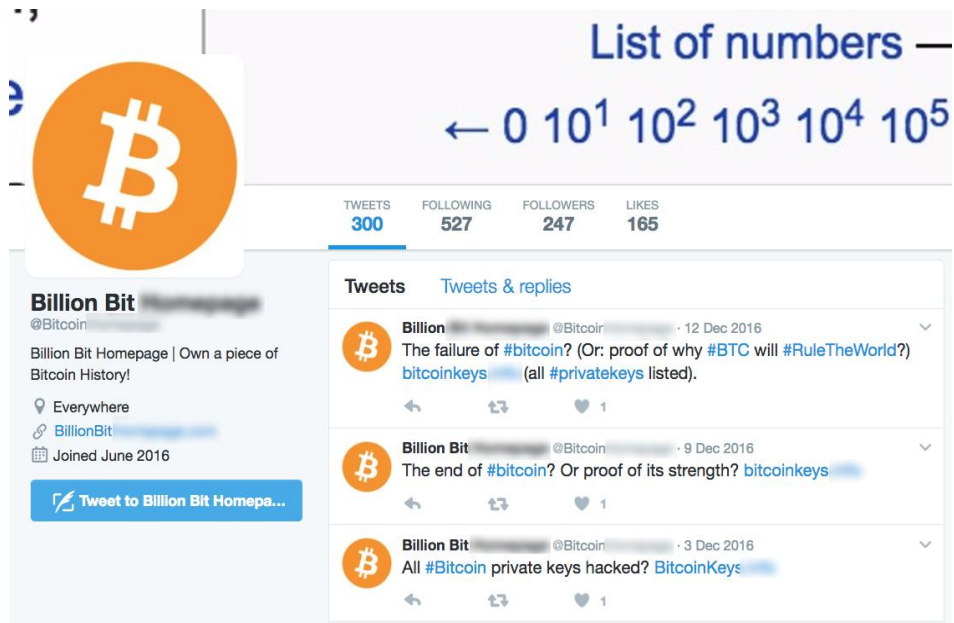 List of numbers —
← 0 10¹ 10² 10³ 10⁴ 10⁵
TWEETS FOLLOWING FOLLOWERS LIKES
300 527 247 165
Billion Bit
@Bitcoin
Billion Bit Homepage | Own a piece of
Bitcoin History!
Everywhere
BillionBit
Joined June 2016
Tweet to Billion Bit Homepa...
Tweets Tweets & replies
Billion @Bitcoin · 12 Dec 2016
The failure of #bitcoin? (Or: proof of why #BTC will #RuleTheWorld?)
bitcoinkeys (all #privatekeys listed).
1
Billion Bit @Bitcoin · 9 Dec 2016
The end of #bitcoin? Or proof of its strength? bitcoinkeys
1
Billion Bit @Bitcoin · 3 Dec 2016
All #Bitcoin private keys hacked? BitcoinKeys
1